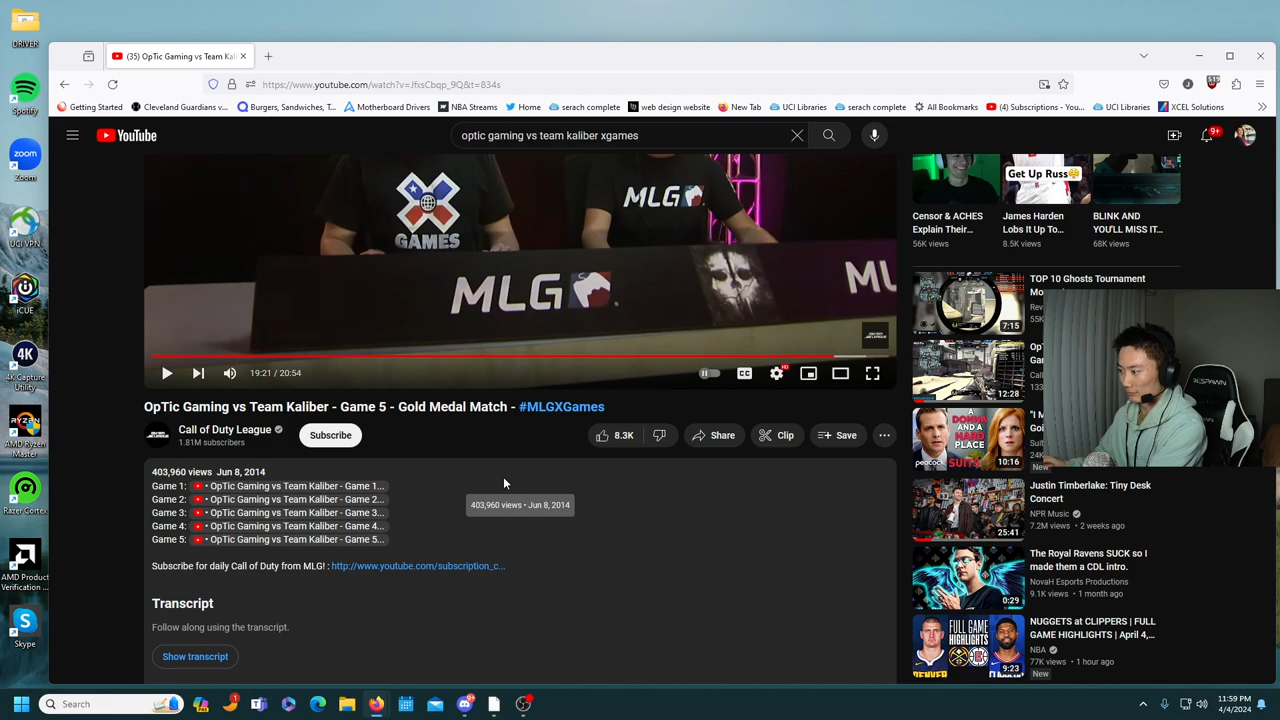 DRIVER
Spotify
Zoom
UCI VPN
iCUE
4K Capture
Utility
AMD Ryzen
Master
Razer Cortex
AMD Product
Verification ...
Skype
(35) OpTic Gaming vs Team Kal
https://www.youtube.com/watch?v=JfxsCbqp_9Q&t=834s
Getting Started
Cleveland Guardians v...
Burgers, Sandwiches, T...
Motherboard Drivers
NBA Streams
Home
serach complete
web design website
New Tab
UCI Libraries
serach complete
All Bookmarks
(4) Subscriptions - You...
UCI Libraries
XCEL Solutions
YouTube
optic gaming vs team kaliber xgames
9+
GAMES
MLG
MLG
19:21 / 20:54
CC
HD
OpTic Gaming vs Team Kaliber - Game 5 - Gold Medal Match - #MLGXGames
Call of Duty League
1.81M subscribers
Subscribe
8.3K
Share
Clip
Save
403,960 views Jun 8, 2014
Game 1: • OpTic Gaming vs Team Kaliber - Game 1...
Game 2: • OpTic Gaming vs Team Kaliber - Game 2...
Game 3: • OpTic Gaming vs Team Kaliber - Game 3...
Game 4: • OpTic Gaming vs Team Kaliber - Game 4...
Game 5: • OpTic Gaming vs Team Kaliber - Game 5...
403,960 views • Jun 8, 2014
Subscribe for daily Call of Duty from MLG! : http://www.youtube.com/subscription_c...
Transcript
Follow along using the transcript.
Show transcript
Get Up Russ
Censor & ACHES
Explain Their...
56K views
James Harden
Lobs It Up To...
8.5K views
BLINK AND
YOU'LL MISS IT...
68K views
TOP 10 Ghosts Tournament
7:15
12:28
A DONNA
AND A
HARD
PLACE
peacock
SUITS
10:16
New
RESPAWN
Justin Timberlake: Tiny Desk
Concert
NPR Music
7.2M views • 2 weeks ago
25:41
The Royal Ravens SUCK so I
made them a CDL intro.
NovaH Esports Productions
9.1K views • 1 month ago
0:29
FULL GAME
HIGHLIGHTS
NUGGETS at CLIPPERS | FULL
GAME HIGHLIGHTS | April 4,...
NBA
77K views • 1 hour ago
New
9:23
Search
11:59 PM
4/4/2024